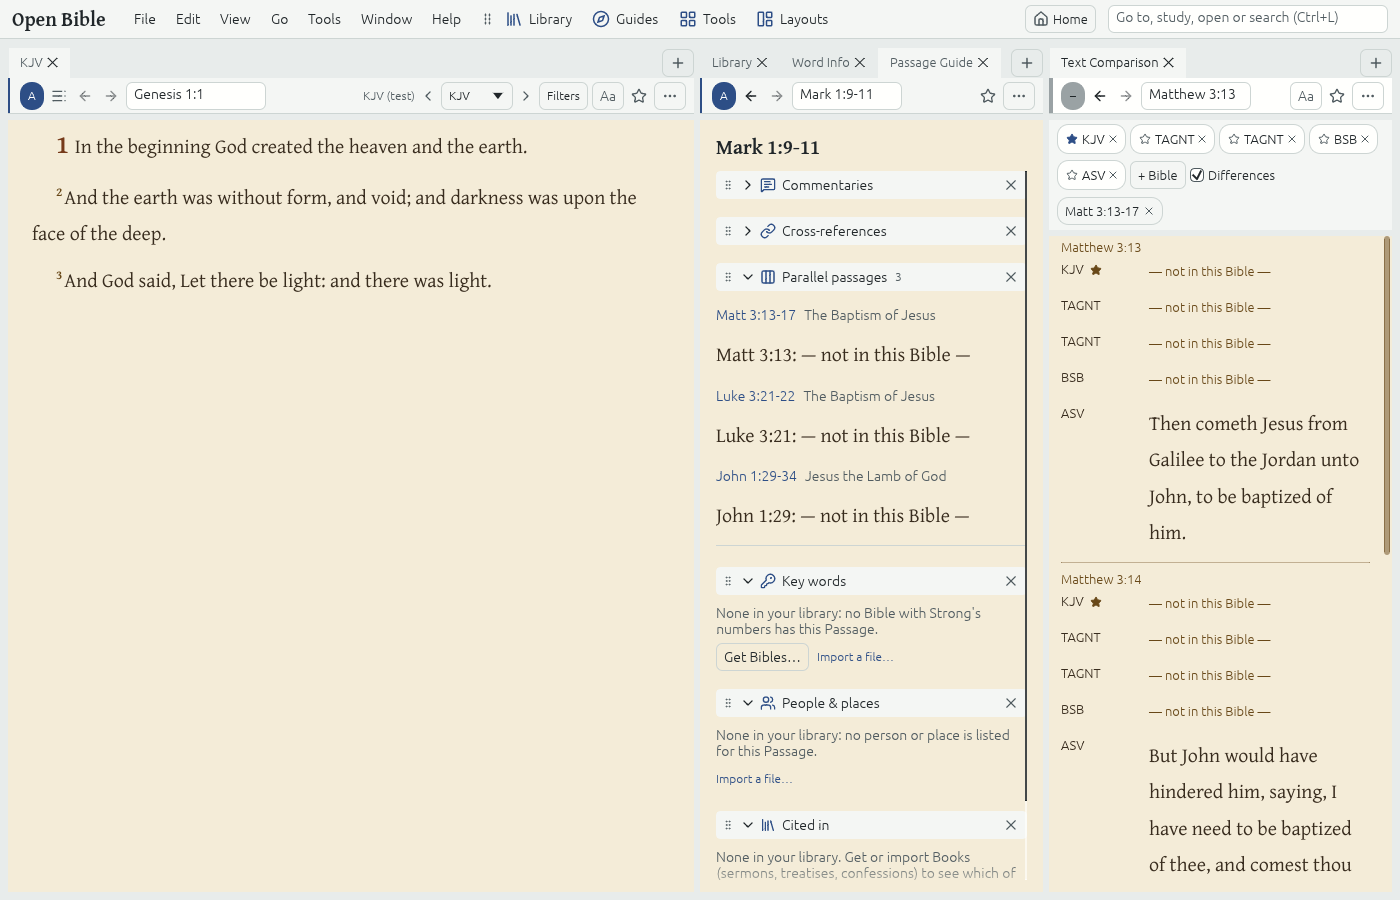 Open Bible File Edit View Go Tools Window Help Library Guides Tools Layouts Home Go to, study, open or search (Ctrl+L)
KJV
A Genesis 1:1 KJV (test) KJV Filters Aa
1 In the beginning God created the heaven and the earth.
2 And the earth was without form, and void; and darkness was upon the
face of the deep.
3 And God said, Let there be light: and there was light.
Library Word Info Passage Guide
A Mark 1:9-11
Mark 1:9-11
Commentaries
Cross-references
Parallel passages 3
Matt 3:13-17 The Baptism of Jesus
Matt 3:13: — not in this Bible —
Luke 3:21-22 The Baptism of Jesus
Luke 3:21: — not in this Bible —
John 1:29-34 Jesus the Lamb of God
John 1:29: — not in this Bible —
Key words
None in your library: no Bible with Strong's
numbers has this Passage.
Get Bibles… Import a file…
People & places
None in your library: no person or place is listed
for this Passage.
Import a file…
Cited in
None in your library. Get or import Books
(sermons, treatises, confessions) to see which of
Text Comparison
– Matthew 3:13 Aa
KJV TAGNT TAGNT BSB
ASV + Bible Differences
Matt 3:13-17
Matthew 3:13
KJV — not in this Bible —
TAGNT — not in this Bible —
TAGNT — not in this Bible —
BSB — not in this Bible —
ASV
Then cometh Jesus from
Galilee to the Jordan unto
John, to be baptized of
him.
Matthew 3:14
KJV — not in this Bible —
TAGNT — not in this Bible —
TAGNT — not in this Bible —
BSB — not in this Bible —
ASV
But John would have
hindered him, saying, I
have need to be baptized
of thee, and comest thou